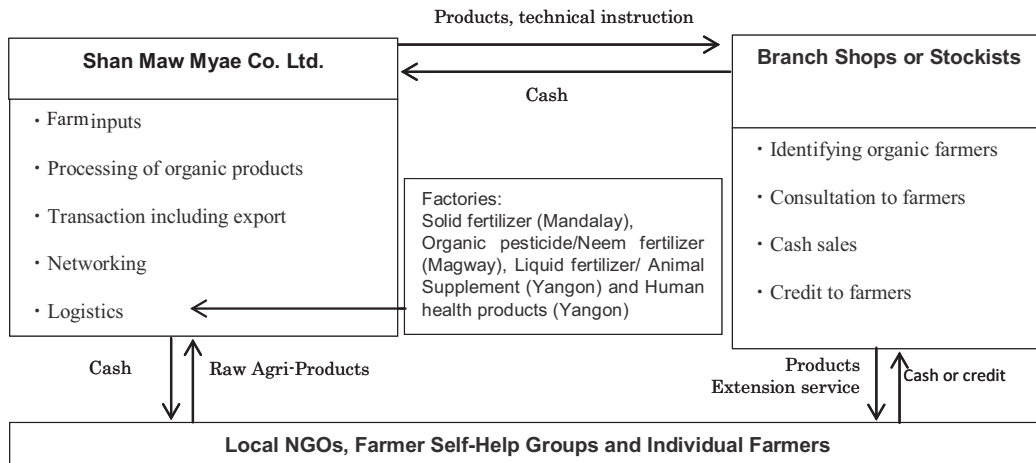 Products, technical instruction
Shan Maw Myae Co. Ltd.
Branch Shops or Stockists
Cash
・Farm inputs
・Processing of organic products
・Transaction including export
・Networking
・Logistics
Factories:
Solid fertilizer (Mandalay),
Organic pesticide/Neem fertilizer
(Magway), Liquid fertilizer/ Animal
Supplement (Yangon) and Human
health products (Yangon)
・Identifying organic farmers
・Consultation to farmers
・Cash sales
・Credit to farmers
Cash
Raw Agri-Products
Products
Extension service
Cash or credit
Local NGOs, Farmer Self-Help Groups and Individual Farmers